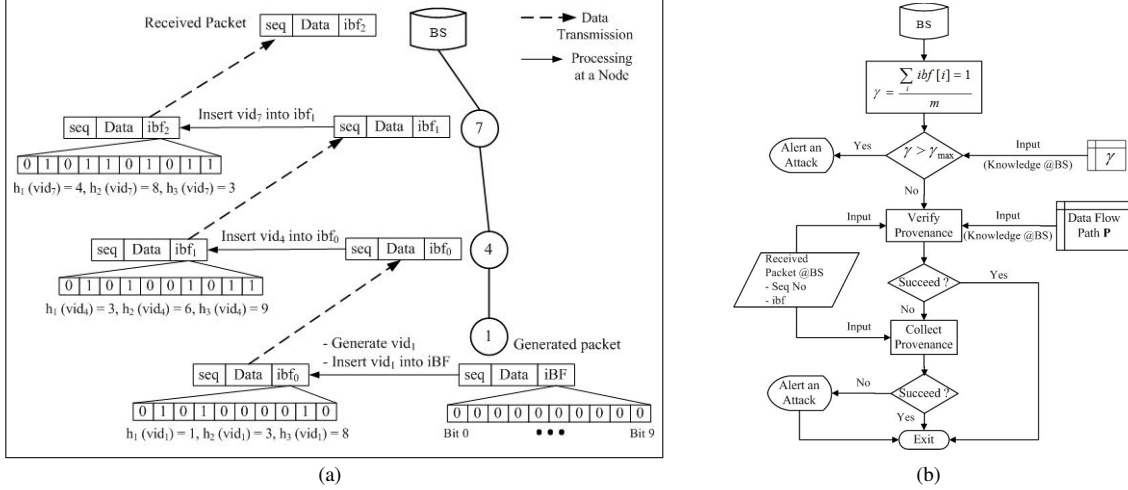 Received Packet
seq Data ibf2
BS
Data
Transmission
Processing
at a Node
Insert vid7 into ibf1
seq Data ibf2
seq Data ibf1
7
0 1 0 1 1 0 1 0 1 1
h1 (vid7) = 4, h2 (vid7) = 8, h3 (vid7) = 3
Insert vid4 into ibf0
seq Data ibf1
seq Data ibf0
4
0 1 0 1 0 0 1 0 1 1
h1 (vid4) = 3, h2 (vid4) = 6, h3 (vid4) = 9
1
- Generate vid1
- Insert vid1 into iBF
Generated packet
seq Data ibf0
seq Data iBF
0 1 0 1 0 0 0 0 1 0
0 0 0 0 0 0 0 0 0 0
h1 (vid1) = 1, h2 (vid1) = 3, h3 (vid1) = 8
Bit 0 ••• Bit 9
(a)
BS
γ = ∑i ibf [i] = 1 / m
Alert an
Attack
Yes
γ > γmax
Input
(Knowledge @BS)
γ
No
Input
Verify
Provenance
Input
(Knowledge @BS)
Data Flow
Path P
Received
Packet @BS
- Seq No
- ibf
Succeed ?
Yes
No
Input
Collect
Provenance
Alert an
Attack
No
Succeed ?
Yes
Exit
(b)